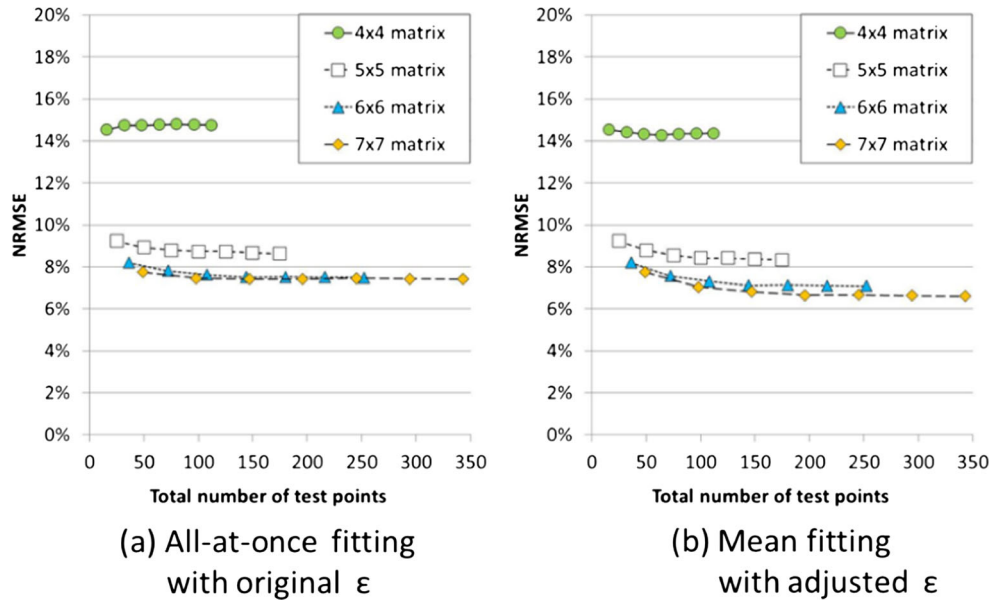 20%
18%
16%
14%
12%
10%
8%
6%
4%
2%
0%
NRMSE
4x4 matrix
5x5 matrix
6x6 matrix
7x7 matrix
0 50 100 150 200 250 300 350
Total number of test points
(a) All-at-once fitting
with original ε
20%
18%
16%
14%
12%
10%
8%
6%
4%
2%
0%
NRMSE
4x4 matrix
5x5 matrix
6x6 matrix
7x7 matrix
0 50 100 150 200 250 300 350
Total number of test points
(b) Mean fitting
with adjusted ε